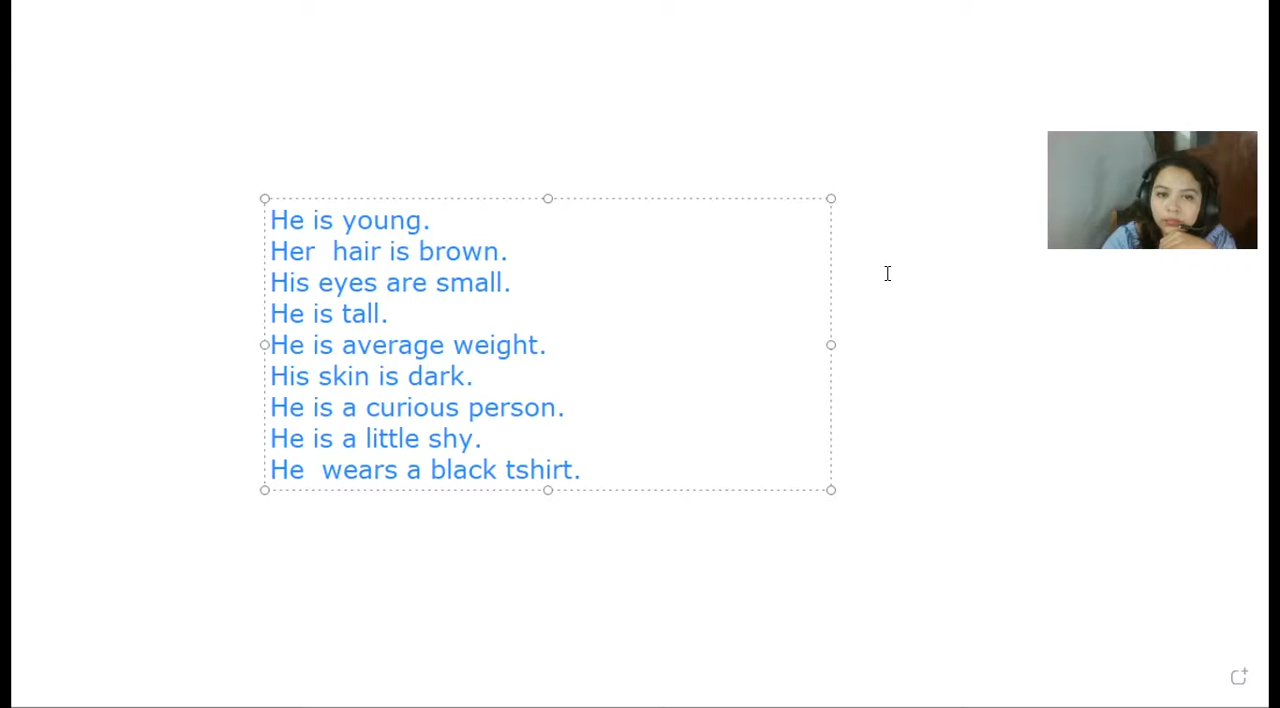 He is young.
Her  hair is brown.
His eyes are small.
He is tall.
He is average weight.
His skin is dark.
He is a curious person.
He is a little shy.
He  wears a black tshirt.